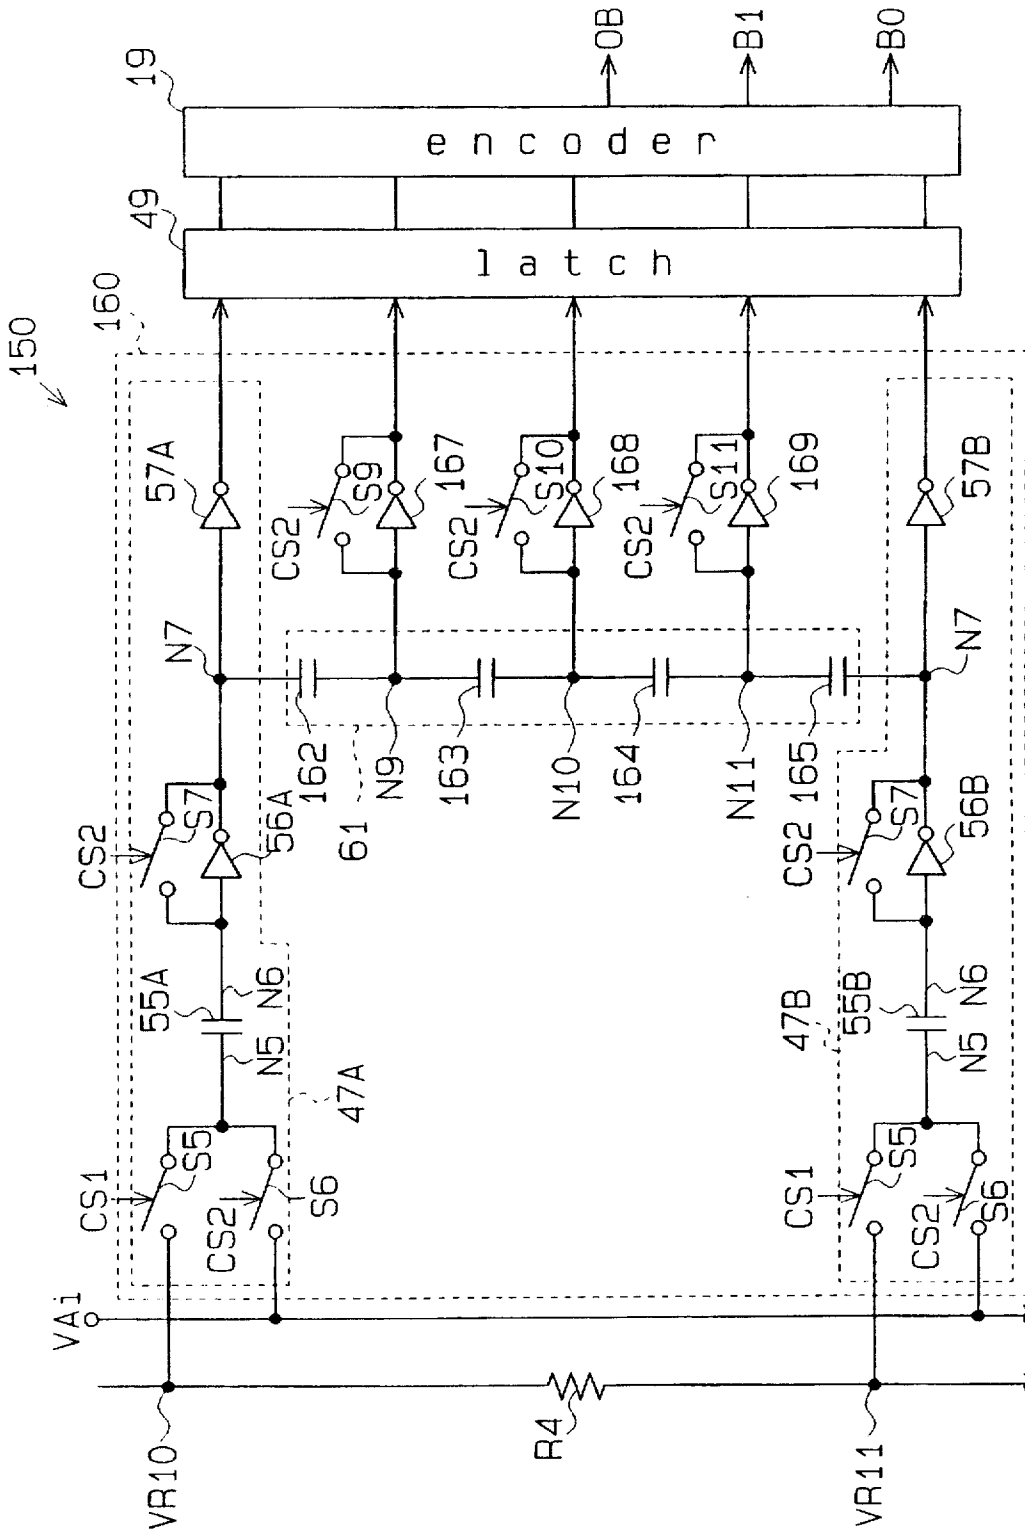 150
160
49
19
latch
encoder
OB
B1
B0
57A
N7
CS2
S7
56A
55A
N6
N5
47A
CS1
S5
CS2
S6
VAi
VR10
R4
VR11
CS2
S9
167
CS2
S10
168
CS2
S11
169
162
N9
163
N10
164
N11
165
61
57B
N7
CS2
S7
56B
55B
N6
N5
47B
CS1
S5
CS2
S6